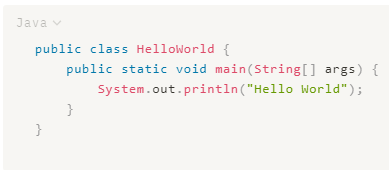 Java
public class HelloWorld {
    public static void main(String[] args) {
        System.out.println("Hello World");
    }
}